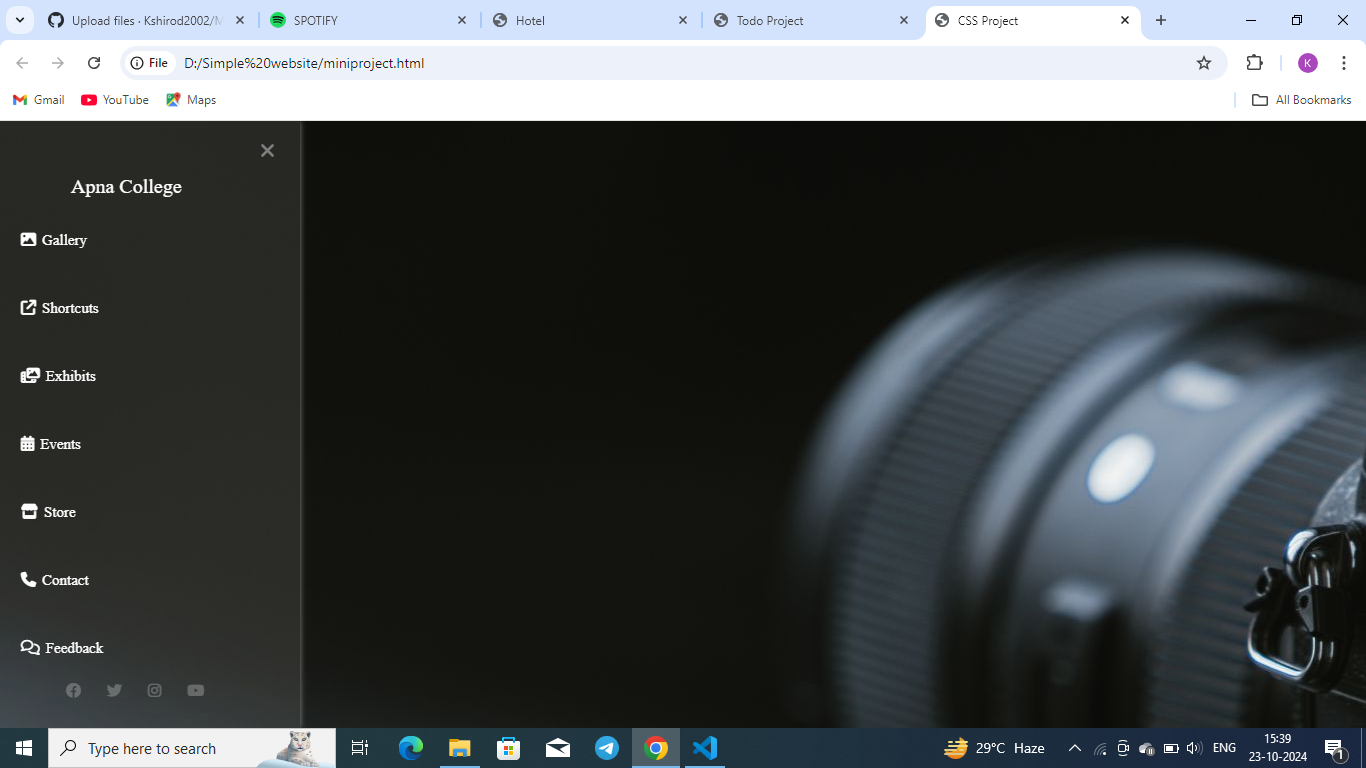 Upload files · Kshirod2002/M
SPOTIFY
Hotel
Todo Project
CSS Project
File D:/Simple%20website/miniproject.html
K
Gmail YouTube Maps All Bookmarks
Apna College
Gallery
Shortcuts
Exhibits
Events
Store
Contact
Feedback
Type here to search
29°C Haze
ENG
15:39
23-10-2024
1